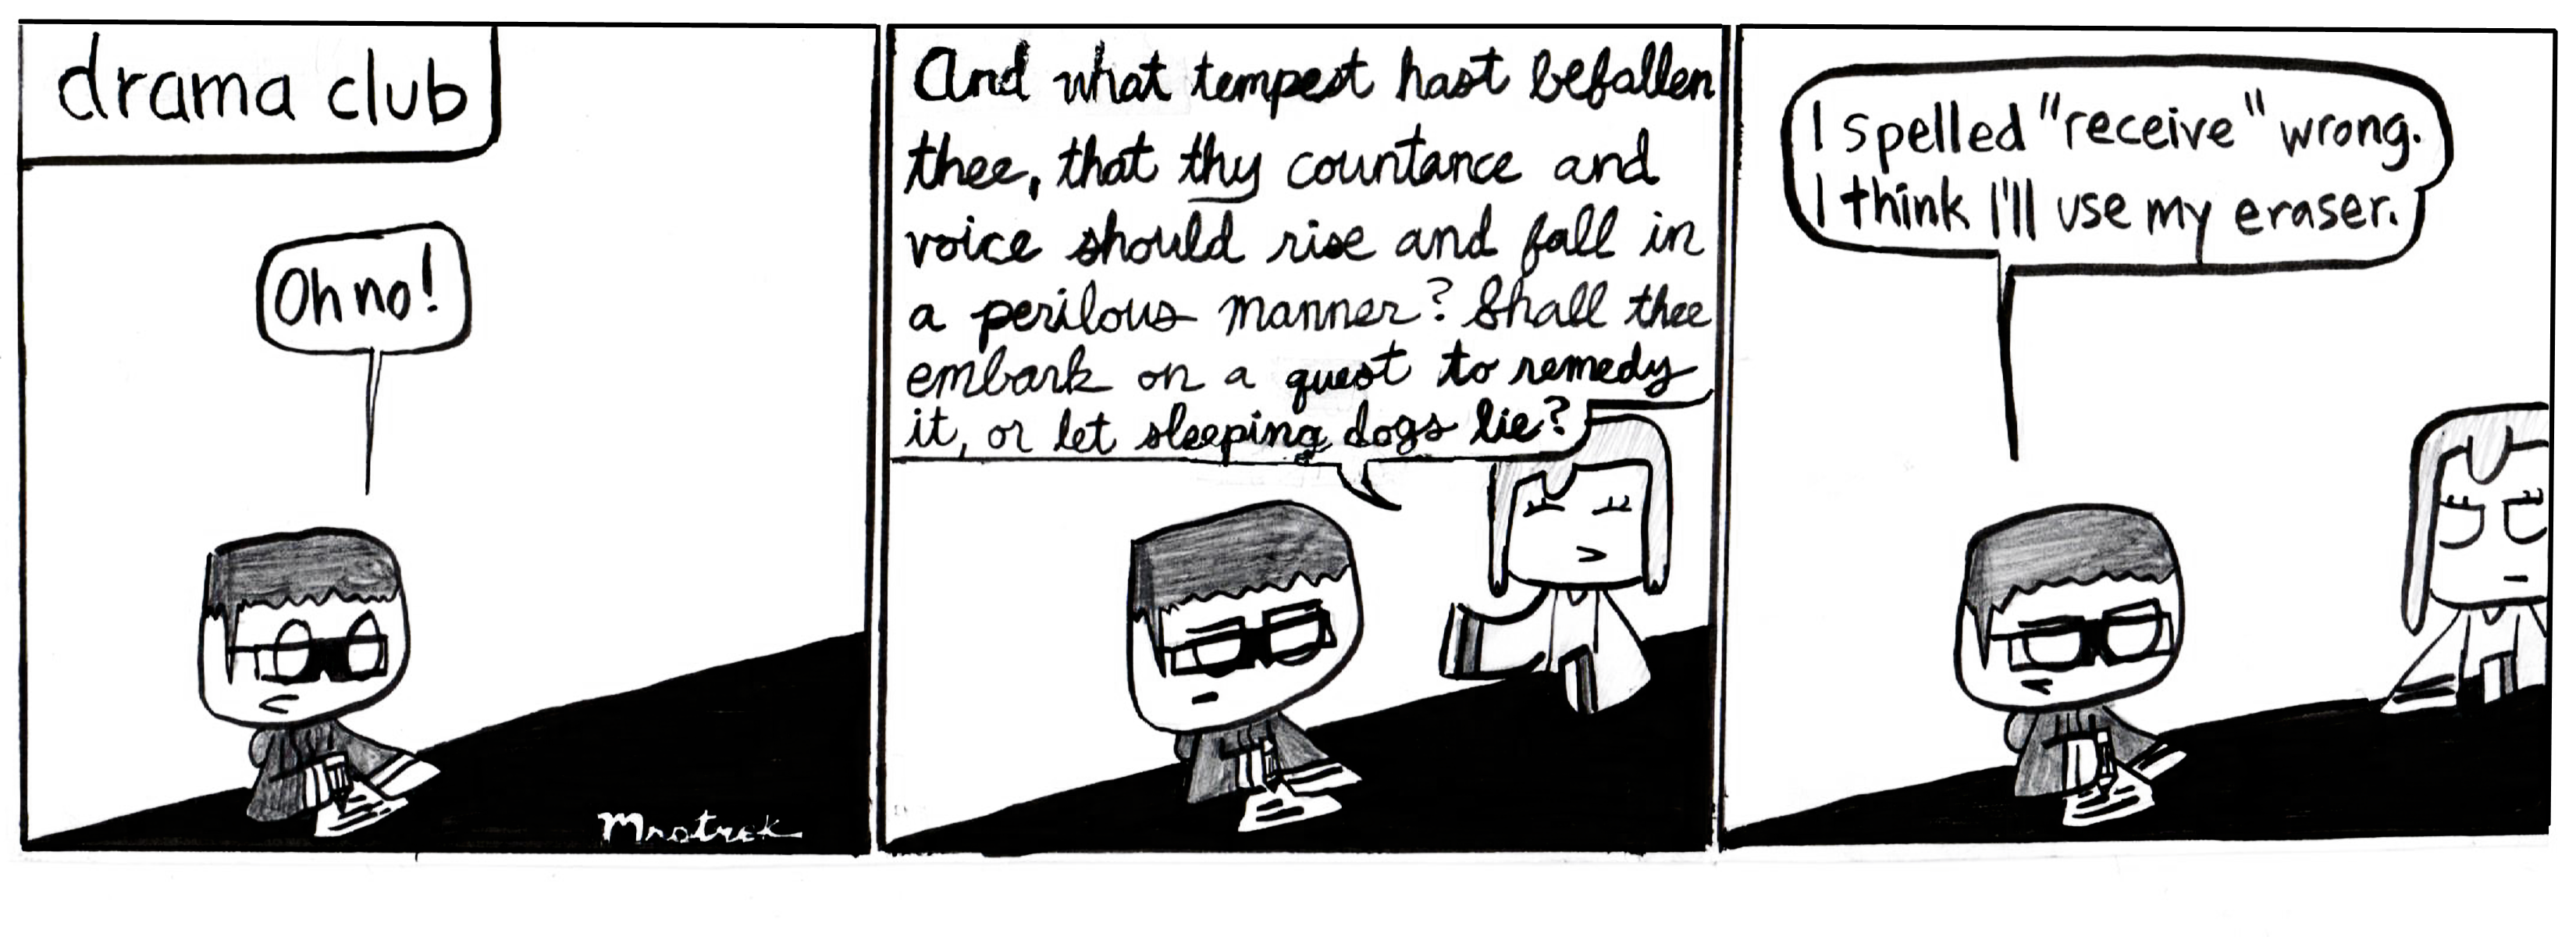 drama club
Oh no!
Mrstrek
And what tempest hast befallen
thee, that thy countance and
voice should rise and fall in
a perilous manner? Shall thee
embark on a quest to remedy
it, or let sleeping dogs lie?
I spelled "receive" wrong.
I think I'll use my eraser.